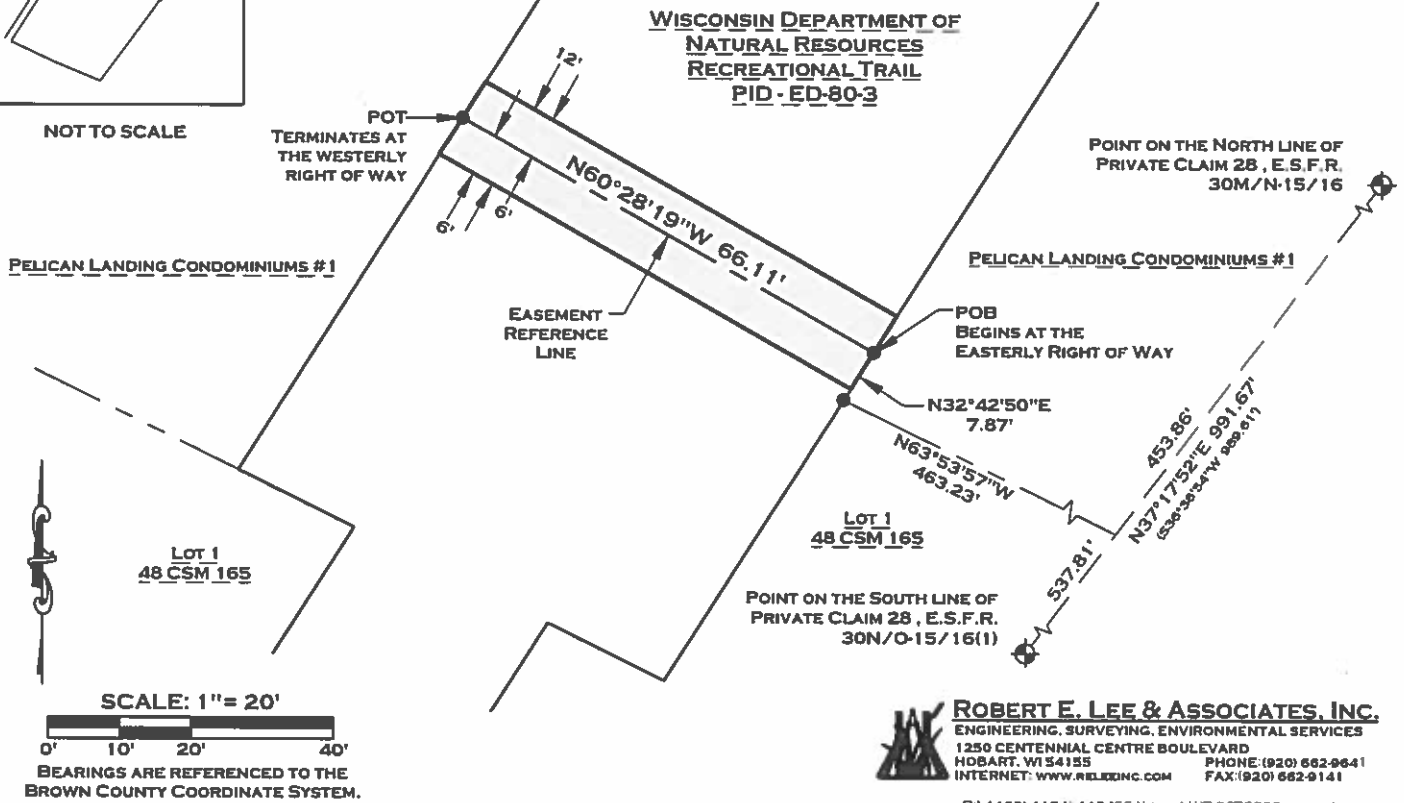 WISCONSIN DEPARTMENT OF
NATURAL RESOURCES
RECREATIONAL TRAIL
PID - ED-80-3
NOT TO SCALE
12'
POT
TERMINATES AT
THE WESTERLY
RIGHT OF WAY
6'
6'
N60°28'19"W 66.11'
POINT ON THE NORTH LINE OF
PRIVATE CLAIM 28, E.S.F.R.
30M/N-15/16
PELICAN LANDING CONDOMINIUMS #1
PELICAN LANDING CONDOMINIUMS #1
EASEMENT
REFERENCE
LINE
POB
BEGINS AT THE
EASTERLY RIGHT OF WAY
N32°42'50"E
7.87'
N63°53'57"W
463.23'
453.86'
N37°17'52"E 991.67'
(S36°38'54"W 989.61')
537.81'
LOT 1
48 CSM 165
LOT 1
48 CSM 165
POINT ON THE SOUTH LINE OF
PRIVATE CLAIM 28, E.S.F.R.
30N/O-15/16(1)
SCALE: 1"= 20'
0' 10' 20' 40'
BEARINGS ARE REFERENCED TO THE
BROWN COUNTY COORDINATE SYSTEM.
ROBERT E. LEE & ASSOCIATES, INC.
ENGINEERING, SURVEYING, ENVIRONMENTAL SERVICES
1250 CENTENNIAL CENTRE BOULEVARD
HOBART, WI 54155 PHONE:(920) 662-9641
INTERNET: WWW.RELEEINC.COM FAX:(920) 662-9141